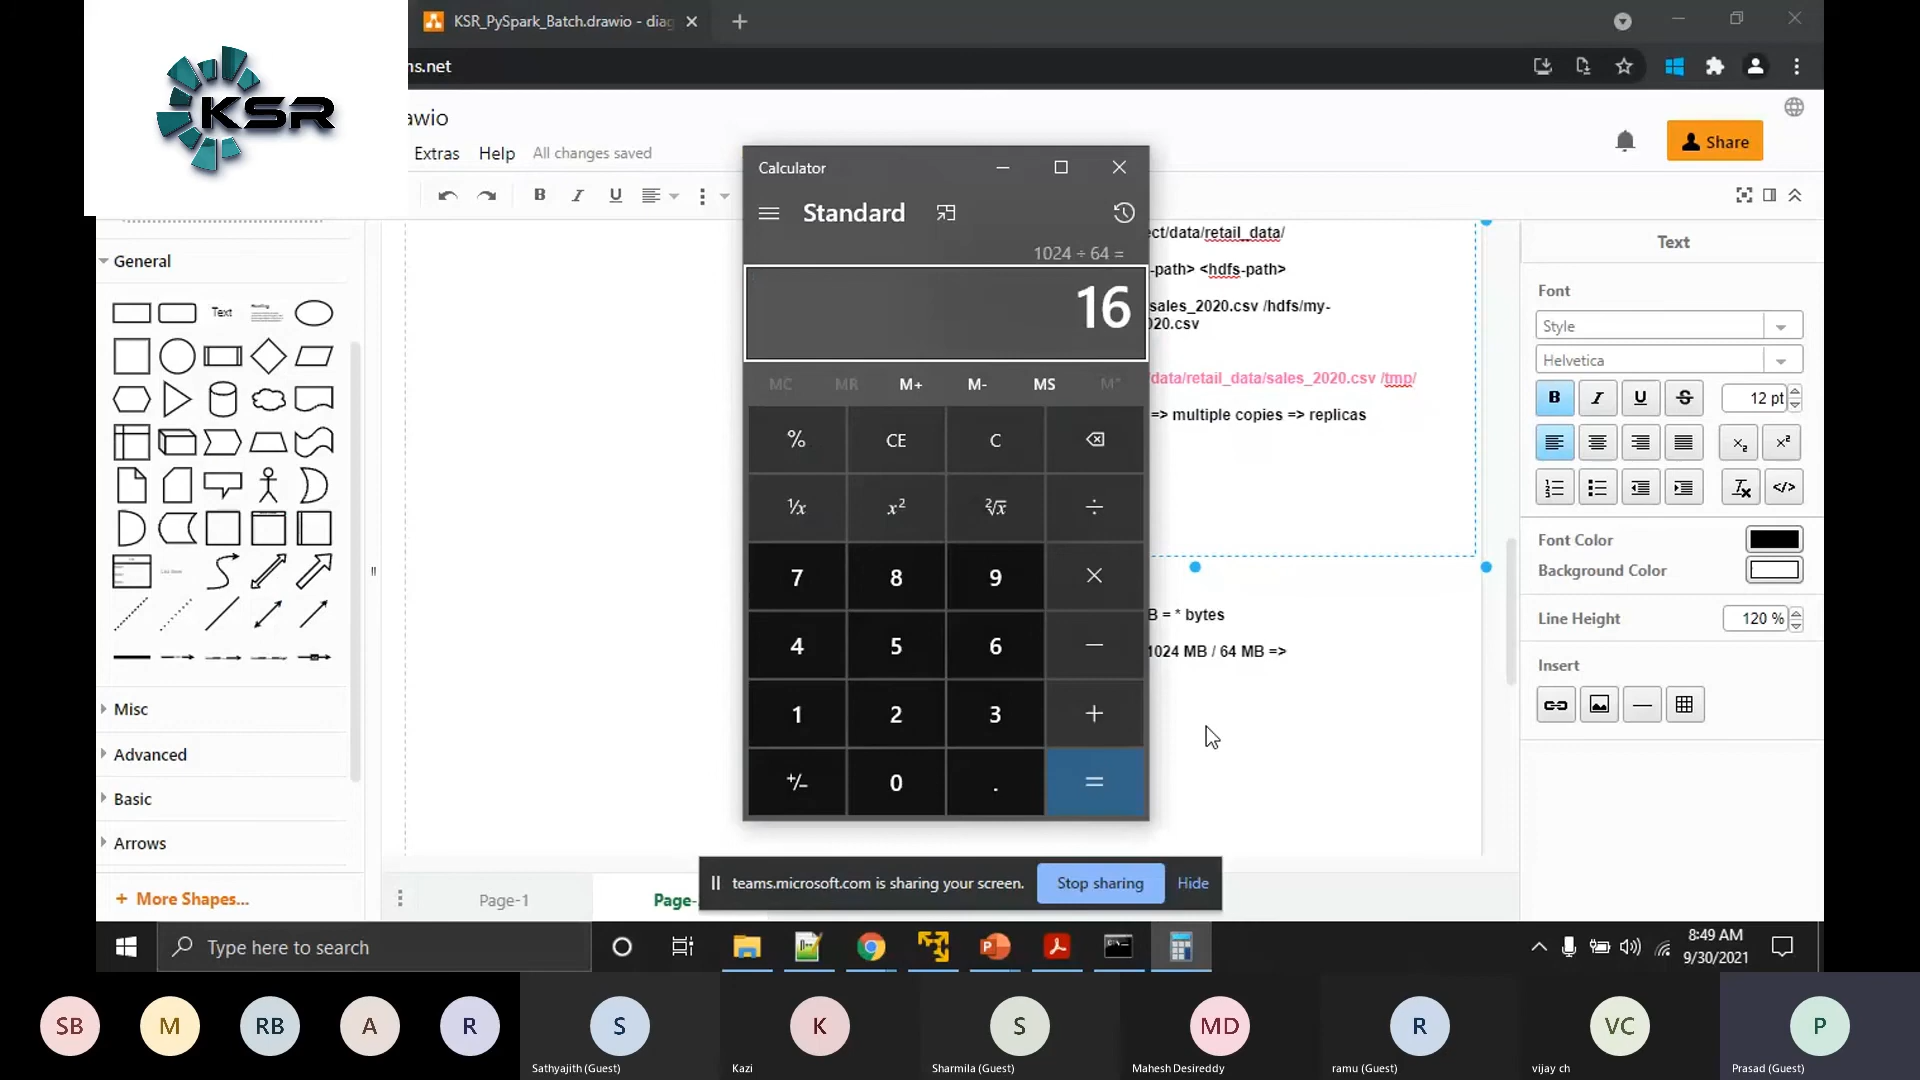 KSR
KSR_PySpark_Batch.drawio - diag
ns.net
awio
Extras Help All changes saved
Share
B I U
General
Text
Heading
Misc
Advanced
Basic
Arrows
+ More Shapes...
ect/data/retail_data/
-path> <hdfs-path>
sales_2020.csv /hdfs/my-
020.csv
/data/retail_data/sales_2020.csv /tmp/
=> multiple copies => replicas
B = * bytes
1024 MB / 64 MB =>
Calculator
Standard
1024 ÷ 64 =
16
MC MR M+ M- MS M˅
% CE C
¹/x x² ²√x ÷
7 8 9 ×
4 5 6 −
1 2 3 +
+/− 0 . =
Text
Font
Style
Helvetica
B I U S 12 pt
Font Color
Background Color
Line Height 120 %
Insert
Page-1
Page-
teams.microsoft.com is sharing your screen. Stop sharing Hide
Type here to search
8:49 AM
9/30/2021
SB M RB A R S K S MD R VC P
Sathyajith (Guest) Kazi Sharmila (Guest) Mahesh Desireddy ramu (Guest) vijay ch Prasad (Guest)